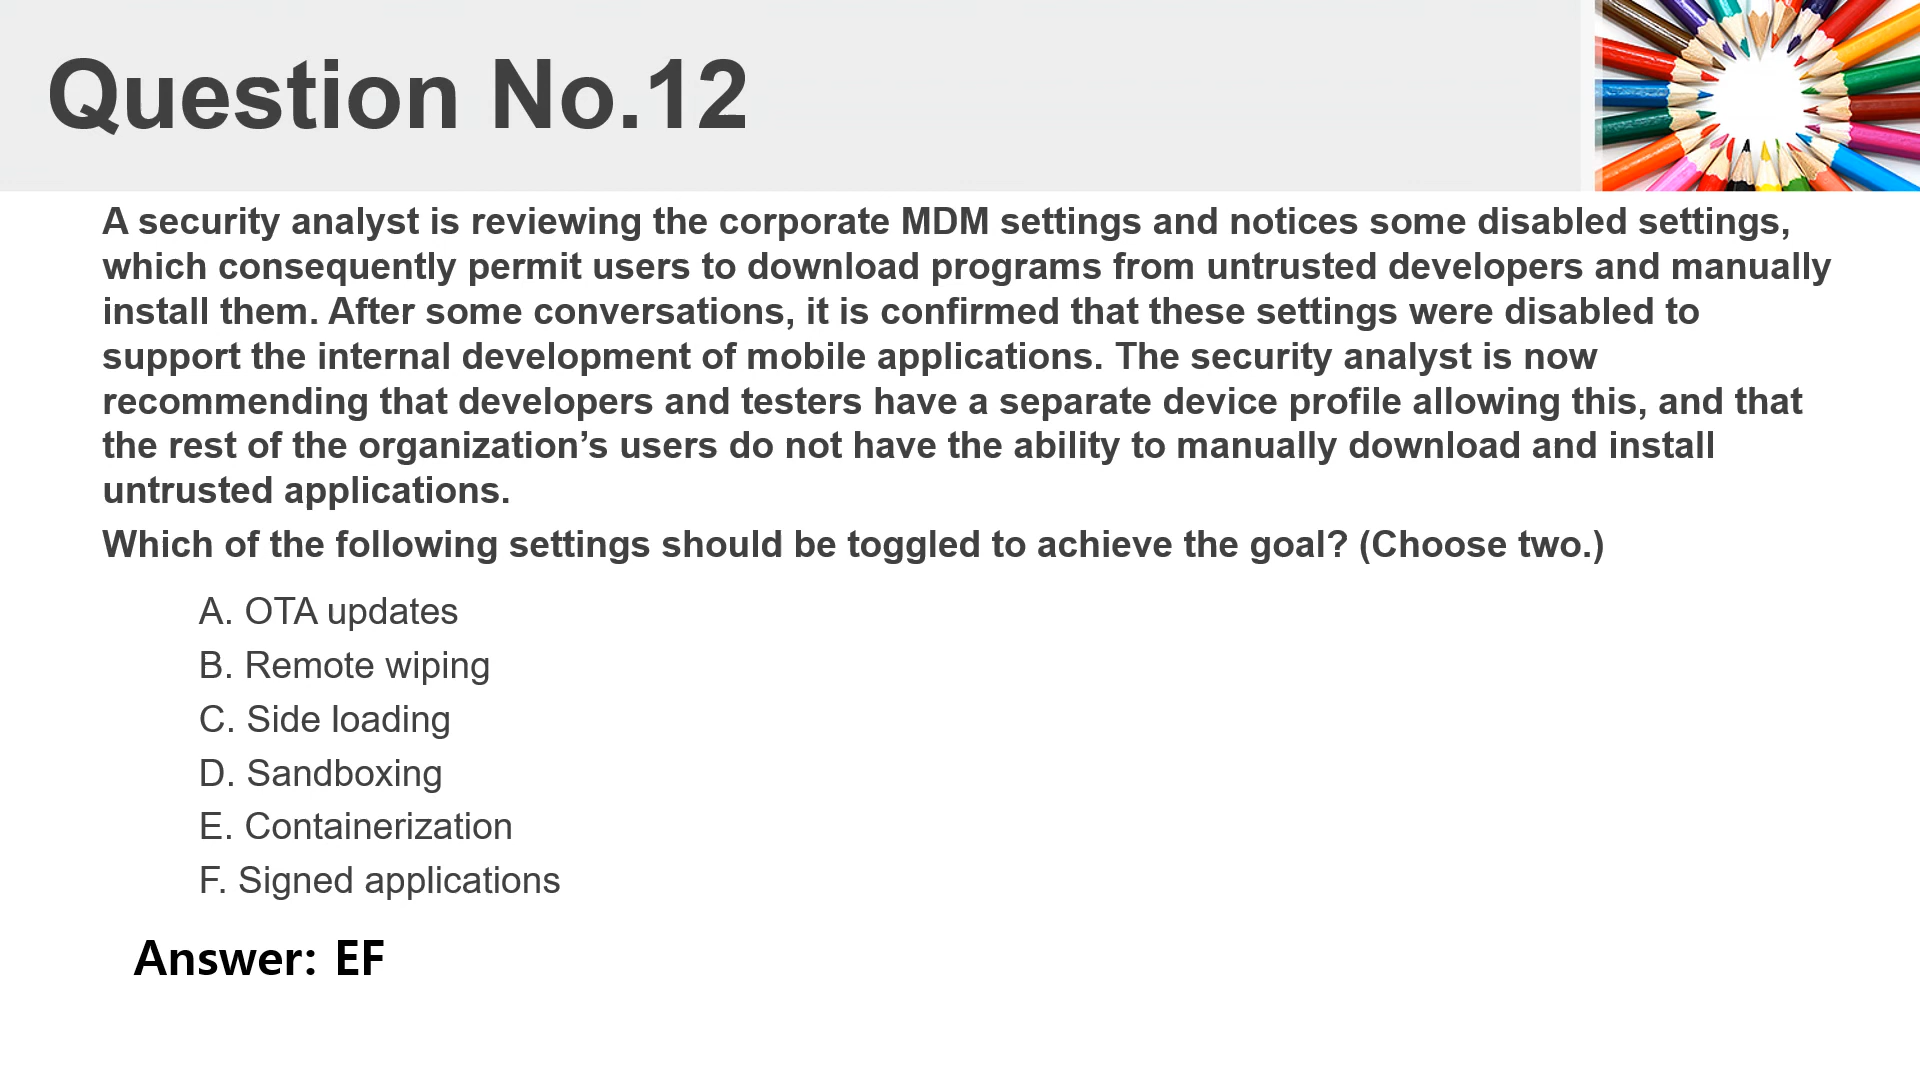 Question No.12
A security analyst is reviewing the corporate MDM settings and notices some disabled settings,
which consequently permit users to download programs from untrusted developers and manually
install them. After some conversations, it is confirmed that these settings were disabled to
support the internal development of mobile applications. The security analyst is now
recommending that developers and testers have a separate device profile allowing this, and that
the rest of the organization’s users do not have the ability to manually download and install
untrusted applications.
Which of the following settings should be toggled to achieve the goal? (Choose two.)
A. OTA updates
B. Remote wiping
C. Side loading
D. Sandboxing
E. Containerization
F. Signed applications
Answer: EF